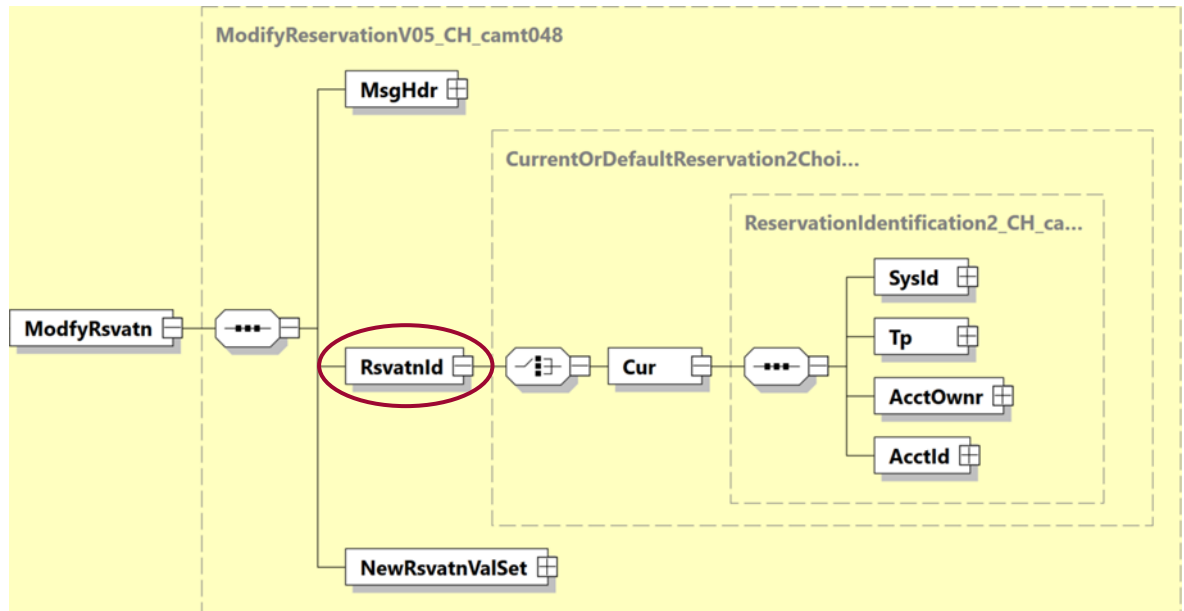 ModifyReservationV05_CH_camt048
MsgHdr
CurrentOrDefaultReservation2Choi...
ReservationIdentification2_CH_ca...
SysId
ModfyRsvatn
Tp
RsvatnId
Cur
AcctOwnr
AcctId
NewRsvatnValSet